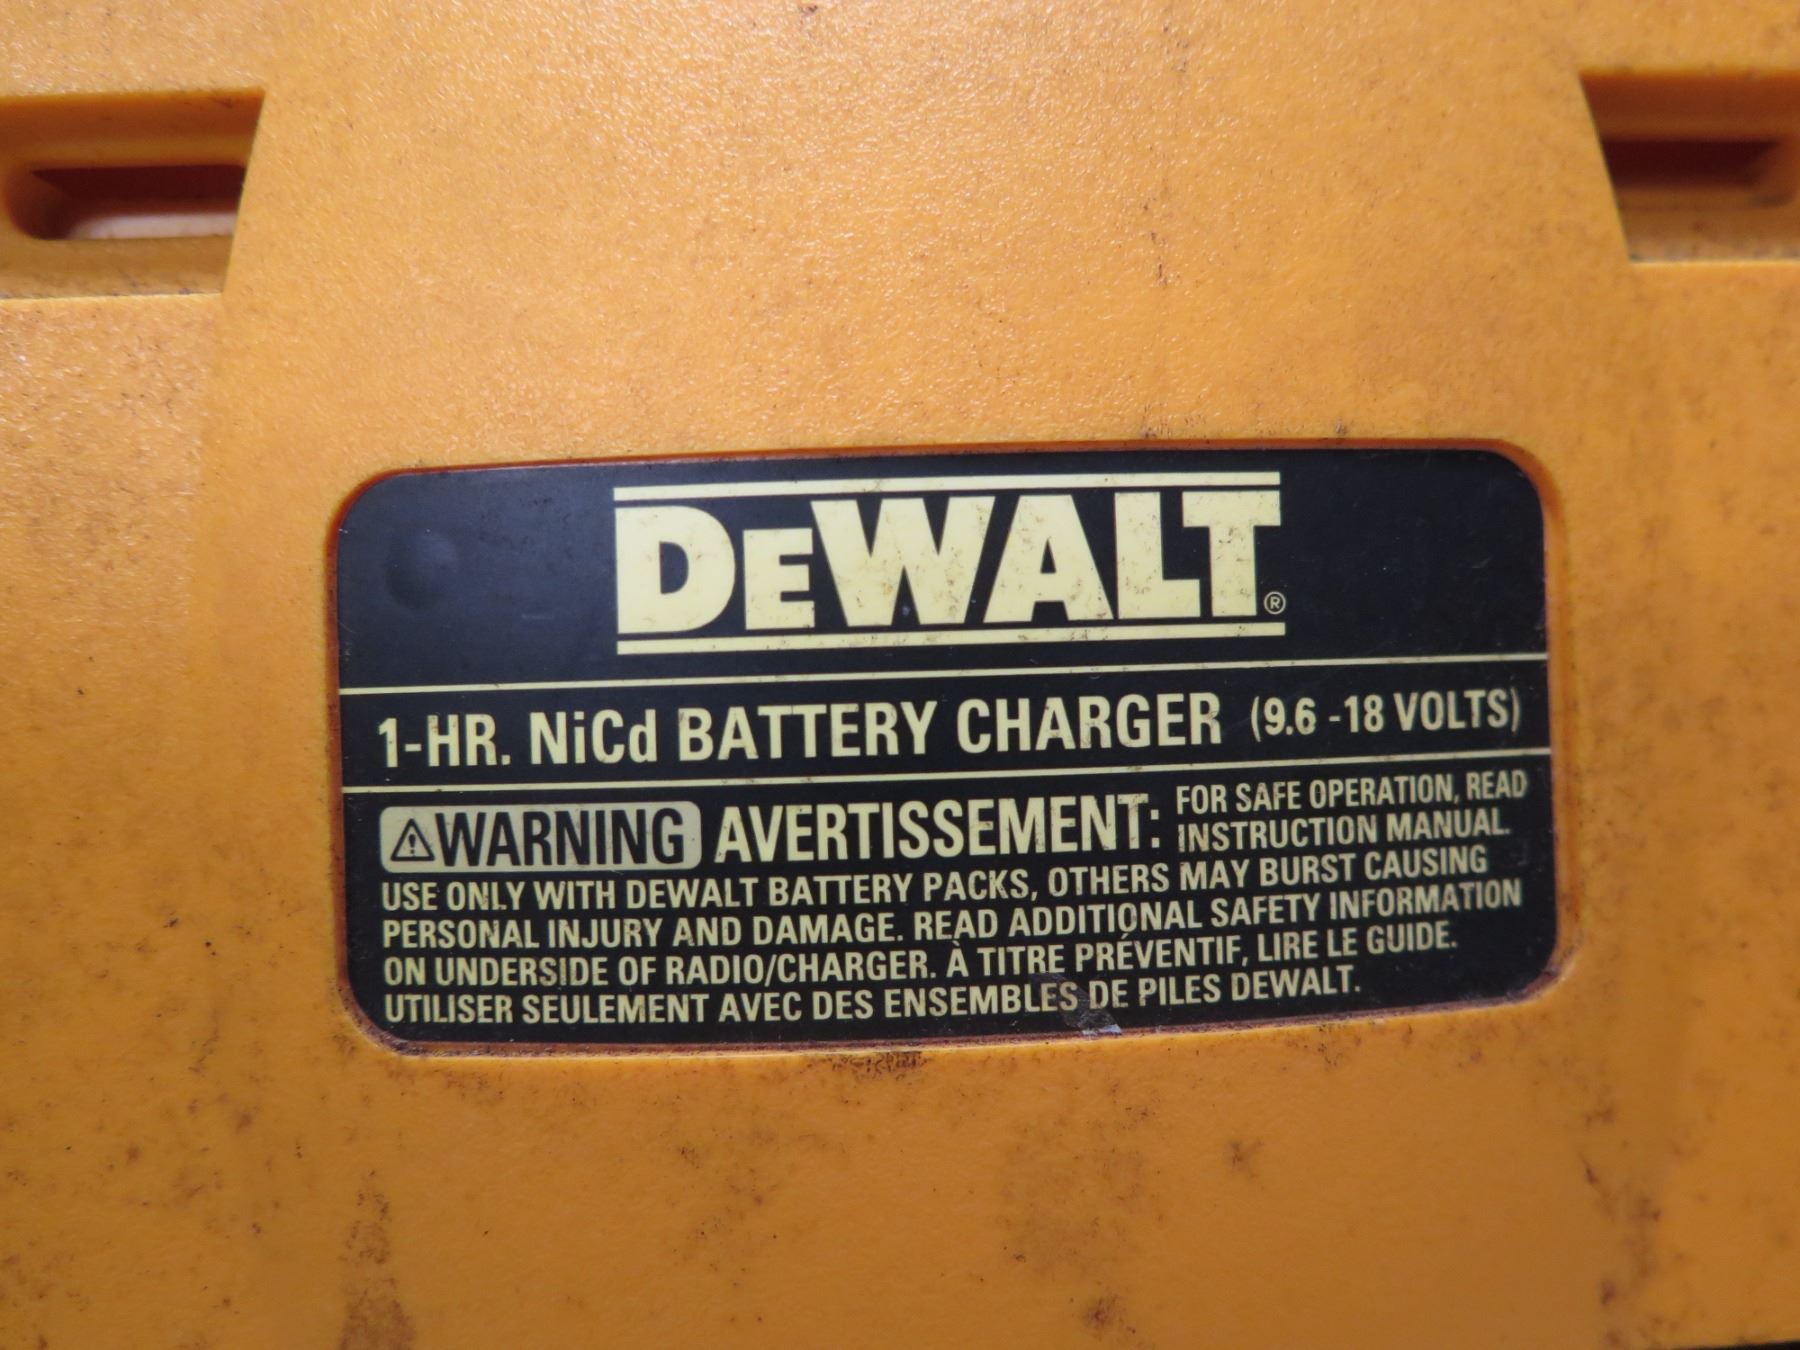 DEWALT®
1-HR. NiCd BATTERY CHARGER (9.6 -18 VOLTS)
⚠WARNING AVERTISSEMENT: FOR SAFE OPERATION, READ
INSTRUCTION MANUAL.
USE ONLY WITH DEWALT BATTERY PACKS, OTHERS MAY BURST CAUSING
PERSONAL INJURY AND DAMAGE. READ ADDITIONAL SAFETY INFORMATION
ON UNDERSIDE OF RADIO/CHARGER. À TITRE PRÉVENTIF, LIRE LE GUIDE.
UTILISER SEULEMENT AVEC DES ENSEMBLES DE PILES DEWALT.